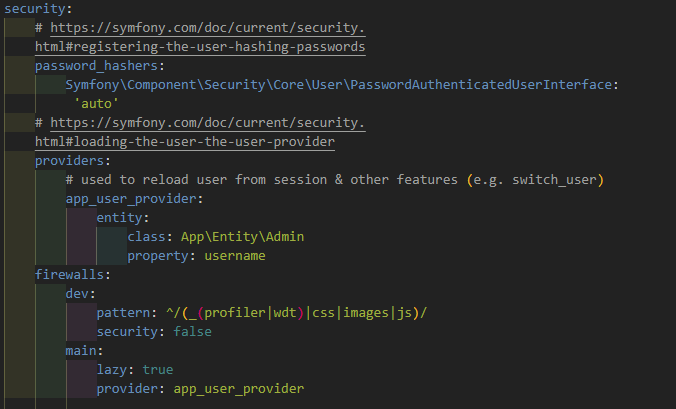 security:
# https://symfony.com/doc/current/security.
html#registering-the-user-hashing-passwords
password_hashers:
Symfony\Component\Security\Core\User\PasswordAuthenticatedUserInterface:
'auto'
# https://symfony.com/doc/current/security.
html#loading-the-user-the-user-provider
providers:
# used to reload user from session & other features (e.g. switch_user)
app_user_provider:
entity:
class: App\Entity\Admin
property: username
firewalls:
dev:
pattern: ^/(_(profiler|wdt)|css|images|js)/
security: false
main:
lazy: true
provider: app_user_provider